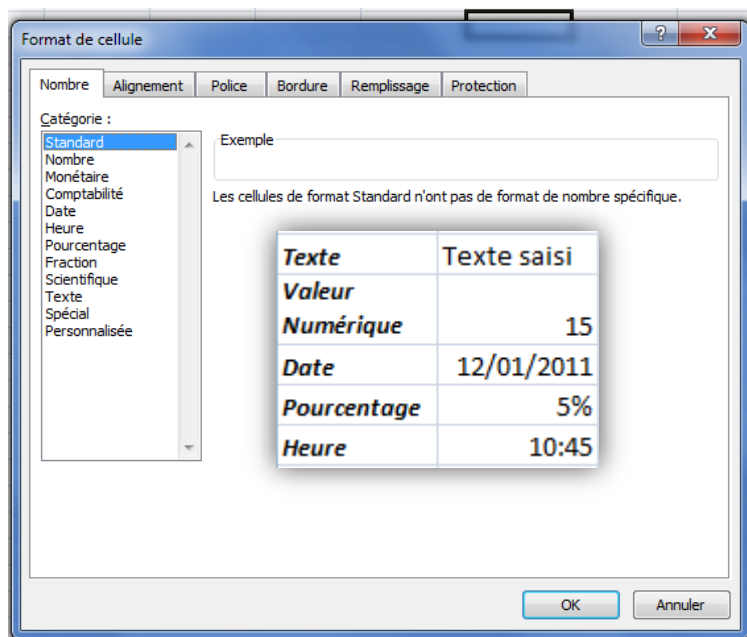 Format de cellule
Nombre Alignement Police Bordure Remplissage Protection
Catégorie :
Standard
Nombre
Monétaire
Comptabilité
Date
Heure
Pourcentage
Fraction
Scientifique
Texte
Spécial
Personnalisée
Exemple
Les cellules de format Standard n'ont pas de format de nombre spécifique.
Texte Texte saisi
Valeur
Numérique 15
Date 12/01/2011
Pourcentage 5%
Heure 10:45
OK Annuler